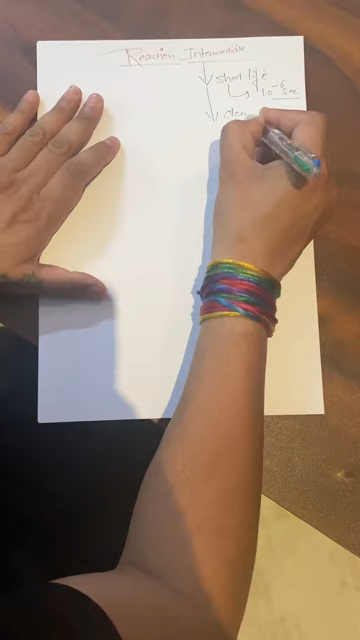 Reaction Intermediate
short life
10⁻⁶ sec